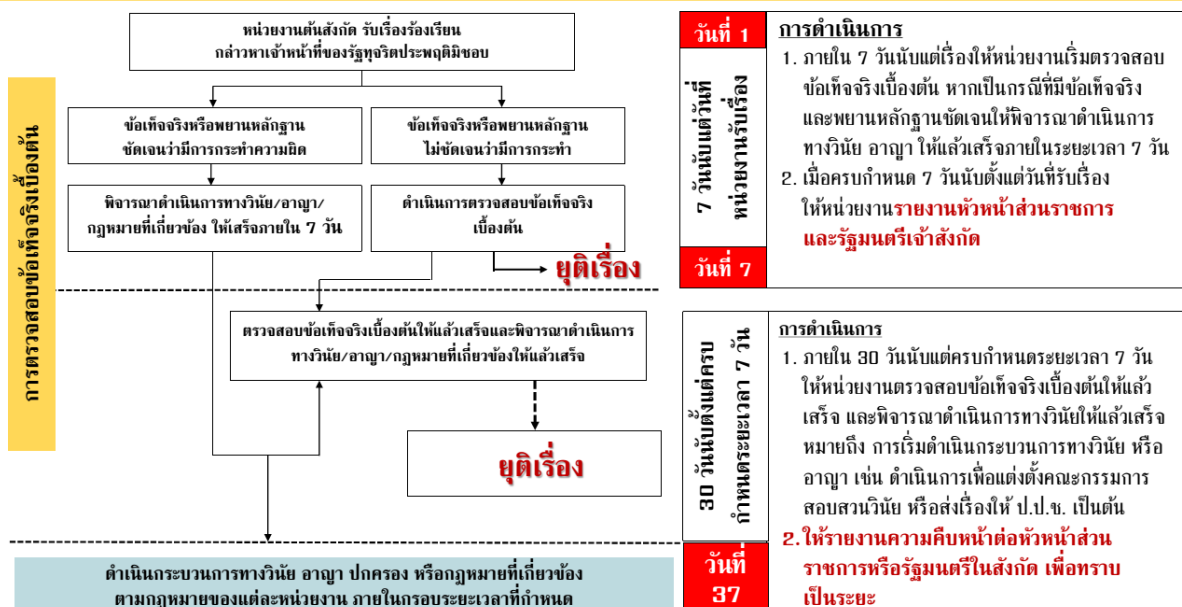 หน่วยงานต้นสังกัด รับเรื่องร้องเรียน
กล่าวหาเจ้าหน้าที่ของรัฐทุจริตประพฤติมิชอบ
ข้อเท็จจริงหรือพยานหลักฐาน
ชัดเจนว่ามีการกระทำความผิด
ข้อเท็จจริงหรือพยานหลักฐาน
ไม่ชัดเจนว่ามีการกระทำ
พิจารณาดำเนินการทางวินัย/อาญา/
กฎหมายที่เกี่ยวข้อง ให้เสร็จภายใน 7 วัน
ดำเนินการตรวจสอบข้อเท็จจริง
เบื้องต้น
ยุติเรื่อง
การตรวจสอบข้อเท็จจริงเบื้องต้น
ตรวจสอบข้อเท็จจริงเบื้องต้นให้แล้วเสร็จและพิจารณาดำเนินการ
ทางวินัย/อาญา/กฎหมายที่เกี่ยวข้องให้แล้วเสร็จ
ยุติเรื่อง
ดำเนินกระบวนการทางวินัย อาญา ปกครอง หรือกฎหมายที่เกี่ยวข้อง
ตามกฎหมายของแต่ละหน่วยงาน ภายในกรอบระยะเวลาที่กำหนด
วันที่ 1
7 วันนับแต่วันที่
หน่วยงานรับเรื่อง
วันที่ 7
การดำเนินการ
1. ภายใน 7 วันนับแต่เรื่องให้หน่วยงานเริ่มตรวจสอบ
ข้อเท็จจริงเบื้องต้น หากเป็นกรณีที่มีข้อเท็จจริง
และพยานหลักฐานชัดเจนให้พิจารณาดำเนินการ
ทางวินัย อาญา ให้แล้วเสร็จภายในระยะเวลา 7 วัน
2. เมื่อครบกำหนด 7 วันนับตั้งแต่วันที่รับเรื่อง
ให้หน่วยงานรายงานหัวหน้าส่วนราชการ
และรัฐมนตรีเจ้าสังกัด
30 วันนับตั้งแต่ครบ
กำหนดระยะเวลา 7 วัน
วันที่
37
การดำเนินการ
1. ภายใน 30 วันนับแต่ครบกำหนดระยะเวลา 7 วัน
ให้หน่วยงานตรวจสอบข้อเท็จจริงเบื้องต้นให้แล้ว
เสร็จ และพิจารณาดำเนินการทางวินัยให้แล้วเสร็จ
หมายถึง การเริ่มดำเนินกระบวนการทางวินัย หรือ
อาญา เช่น ดำเนินการเพื่อแต่งตั้งคณะกรรมการ
สอบสวนวินัย หรือส่งเรื่องให้ ป.ป.ช. เป็นต้น
2. ให้รายงานความคืบหน้าต่อหัวหน้าส่วน
ราชการหรือรัฐมนตรีในสังกัด เพื่อทราบ
เป็นระยะ